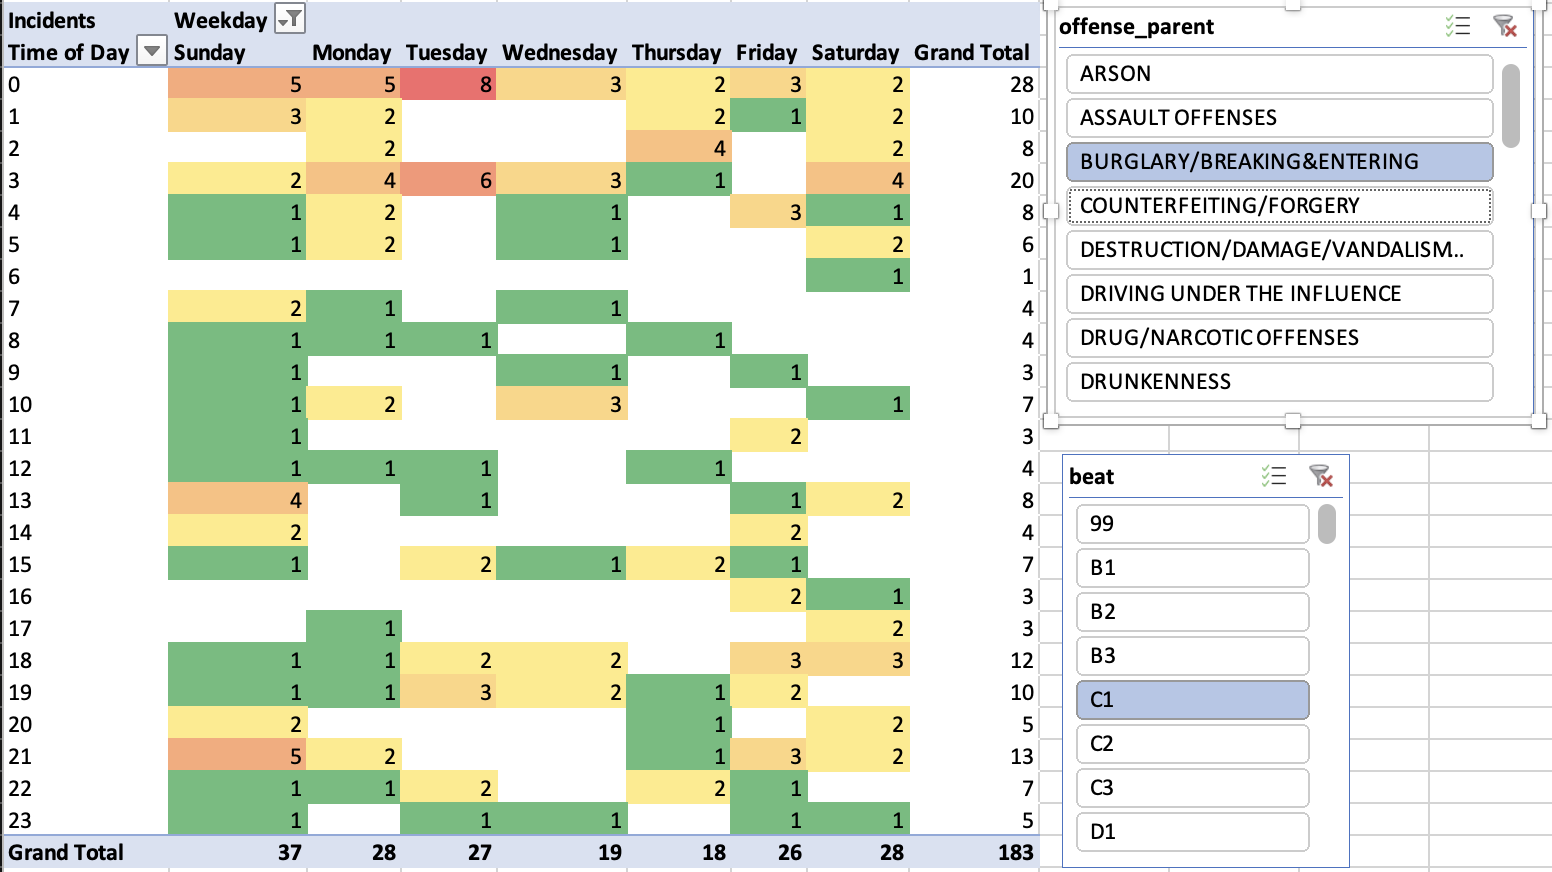 Incidents Weekday
Time of Day Sunday Monday Tuesday Wednesday Thursday Friday Saturday Grand Total
0 5 5 8 3 2 3 2 28
1 3 2 2 1 2 10
2 2 4 2 8
3 2 4 6 3 1 4 20
4 1 2 1 3 1 8
5 1 2 1 2 6
6 1 1
7 2 1 1 4
8 1 1 1 1 4
9 1 1 1 3
10 1 2 3 1 7
11 1 2 3
12 1 1 1 1 4
13 4 1 1 2 8
14 2 2 4
15 1 2 1 2 1 7
16 2 1 3
17 1 2 3
18 1 1 2 2 3 3 12
19 1 1 3 2 1 2 10
20 2 1 2 5
21 5 2 1 3 2 13
22 1 1 2 2 1 7
23 1 1 1 1 1 5
Grand Total 37 28 27 19 18 26 28 183
offense_parent
ARSON
ASSAULT OFFENSES
BURGLARY/BREAKING&ENTERING
COUNTERFEITING/FORGERY
DESTRUCTION/DAMAGE/VANDALISM..
DRIVING UNDER THE INFLUENCE
DRUG/NARCOTIC OFFENSES
DRUNKENNESS
beat
99
B1
B2
B3
C1
C2
C3
D1